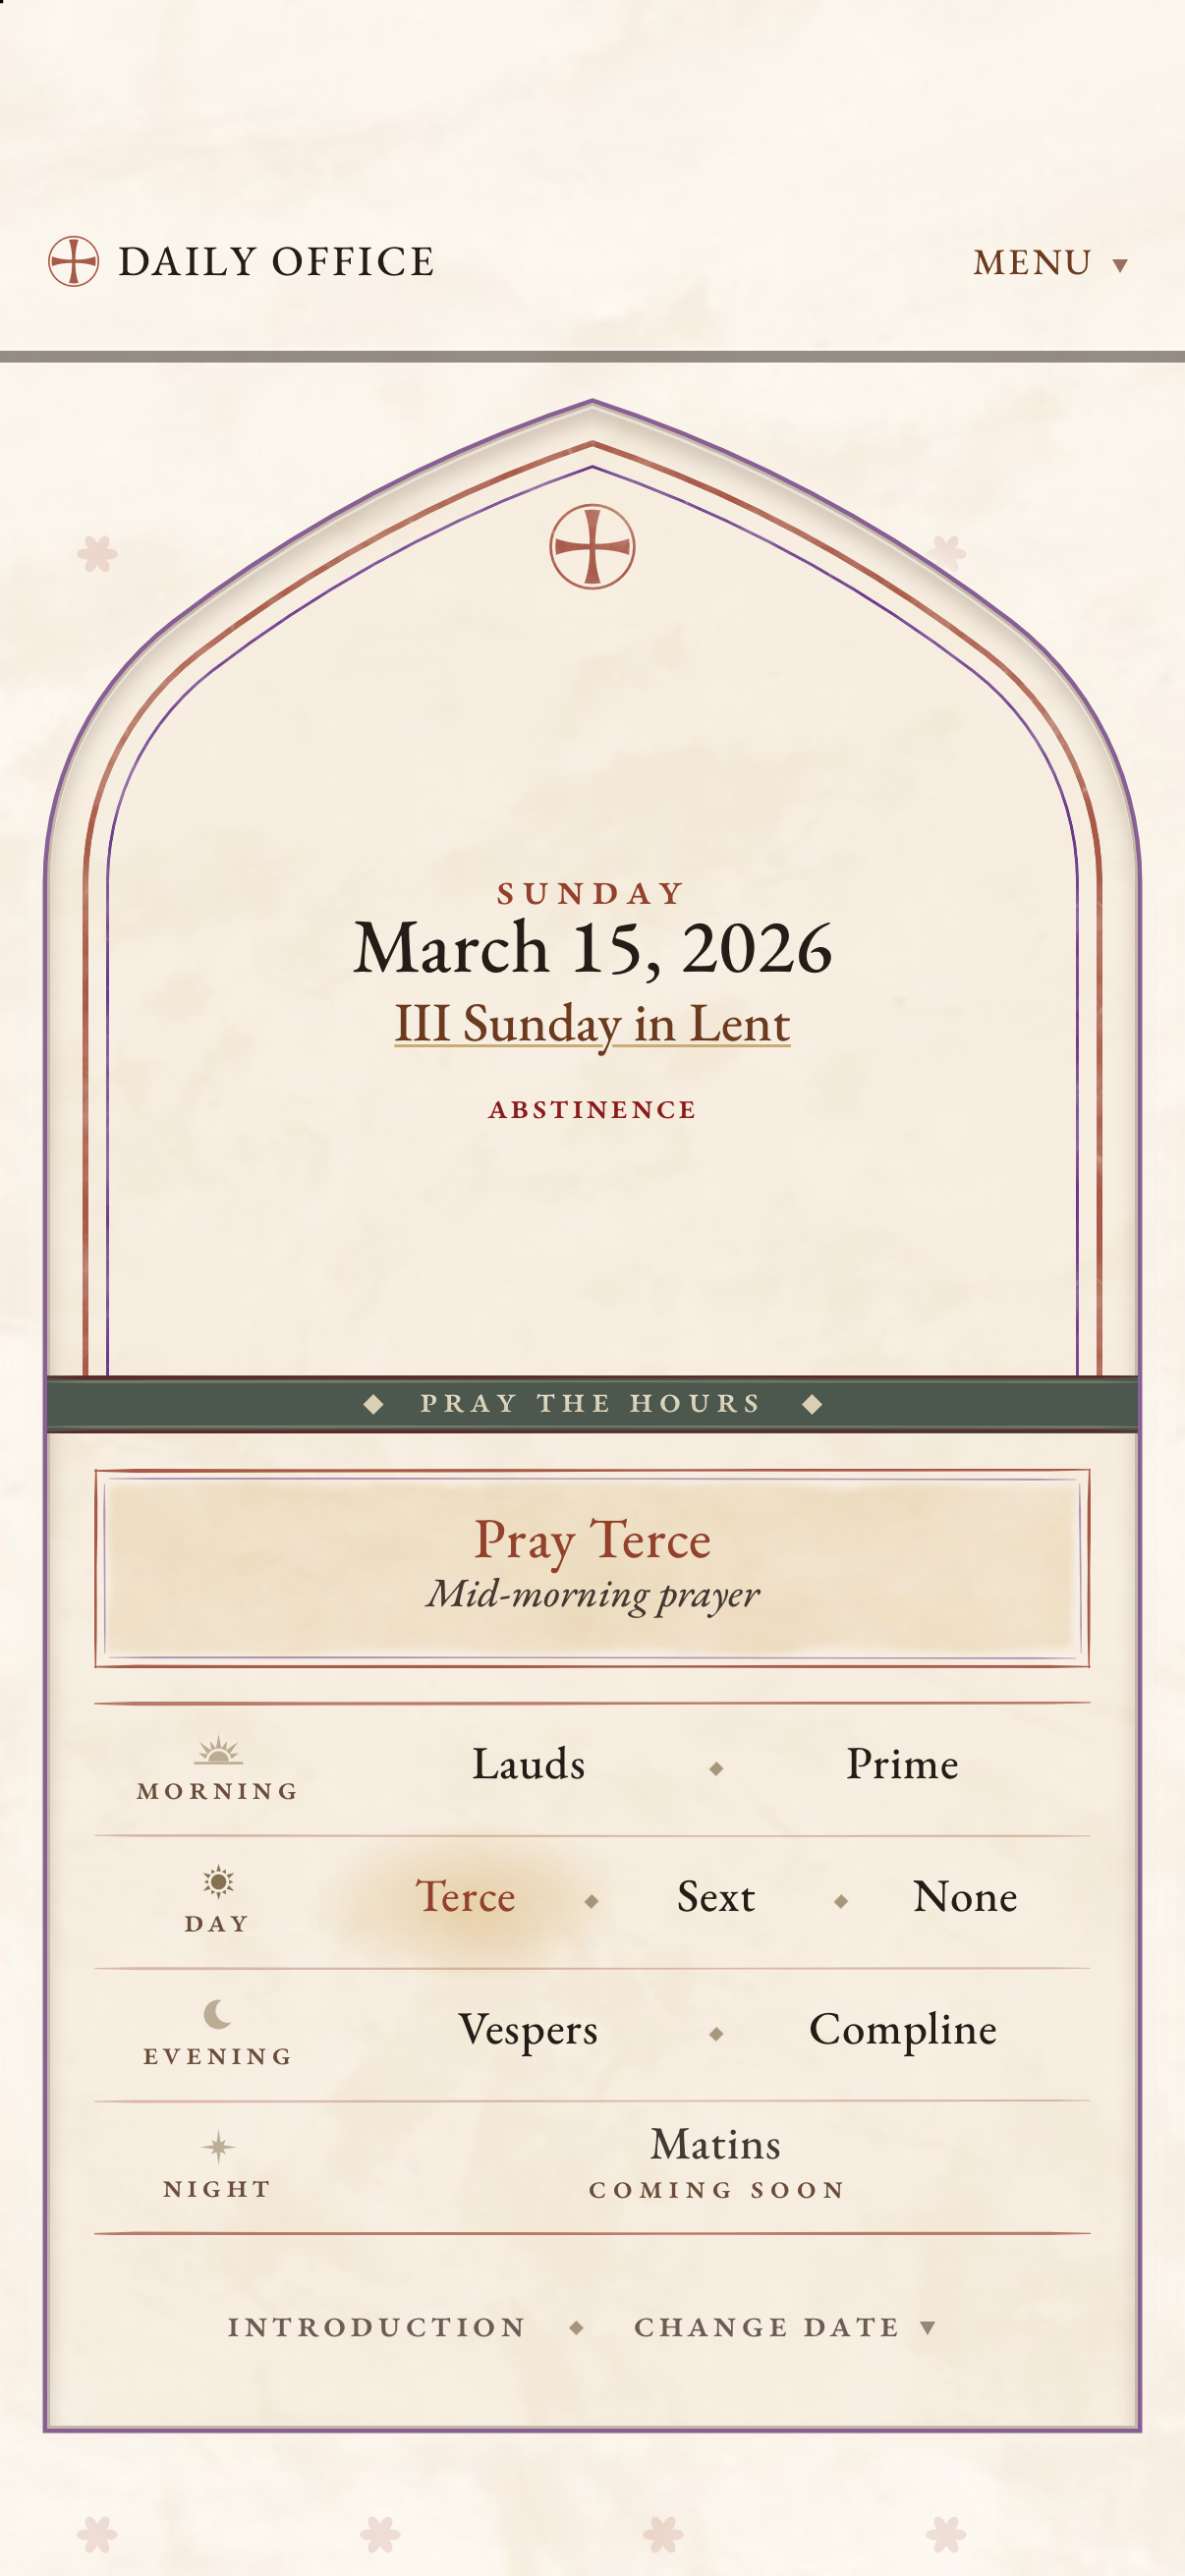 DAILY OFFICE
MENU ▼
SUNDAY
March 15, 2026
III Sunday in Lent
ABSTINENCE
◆ PRAY THE HOURS ◆
Pray Terce
Mid-morning prayer
MORNING
Lauds ◆ Prime
DAY
Terce ◆ Sext ◆ None
EVENING
Vespers ◆ Compline
NIGHT
Matins
COMING SOON
INTRODUCTION ◆ CHANGE DATE ▼